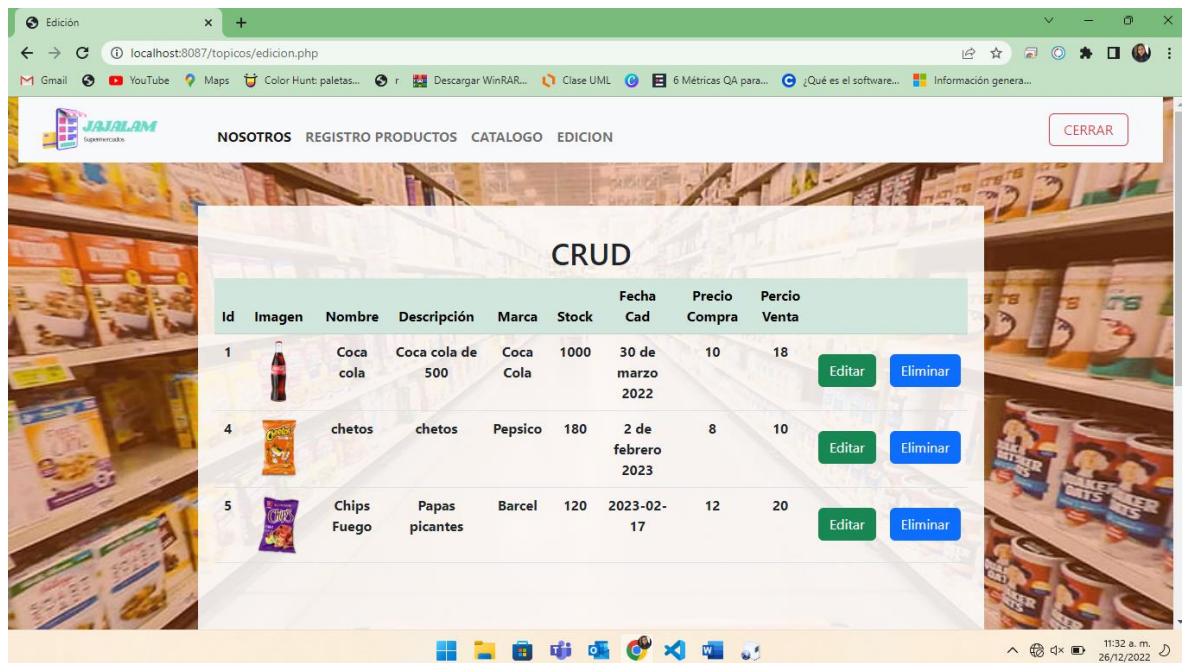 Edición
localhost:8087/topicos/edicion.php
Gmail YouTube Maps Color Hunt: paletas... r Descargar WinRAR... Clase UML 6 Métricas QA para... ¿Qué es el software... Información genera...
JAJALAM
Supermercados
NOSOTROS REGISTRO PRODUCTOS CATALOGO EDICION
CERRAR
CRUD
Id Imagen Nombre Descripción Marca Stock Fecha Cad Precio Compra Percio Venta
1 Coca cola Coca cola de 500 Coca Cola 1000 30 de marzo 2022 10 18 Editar Eliminar
4 chetos chetos Pepsico 180 2 de febrero 2023 8 10 Editar Eliminar
5 Chips Fuego Papas picantes Barcel 120 2023-02-17 12 20 Editar Eliminar
11:32 a. m.
26/12/2022